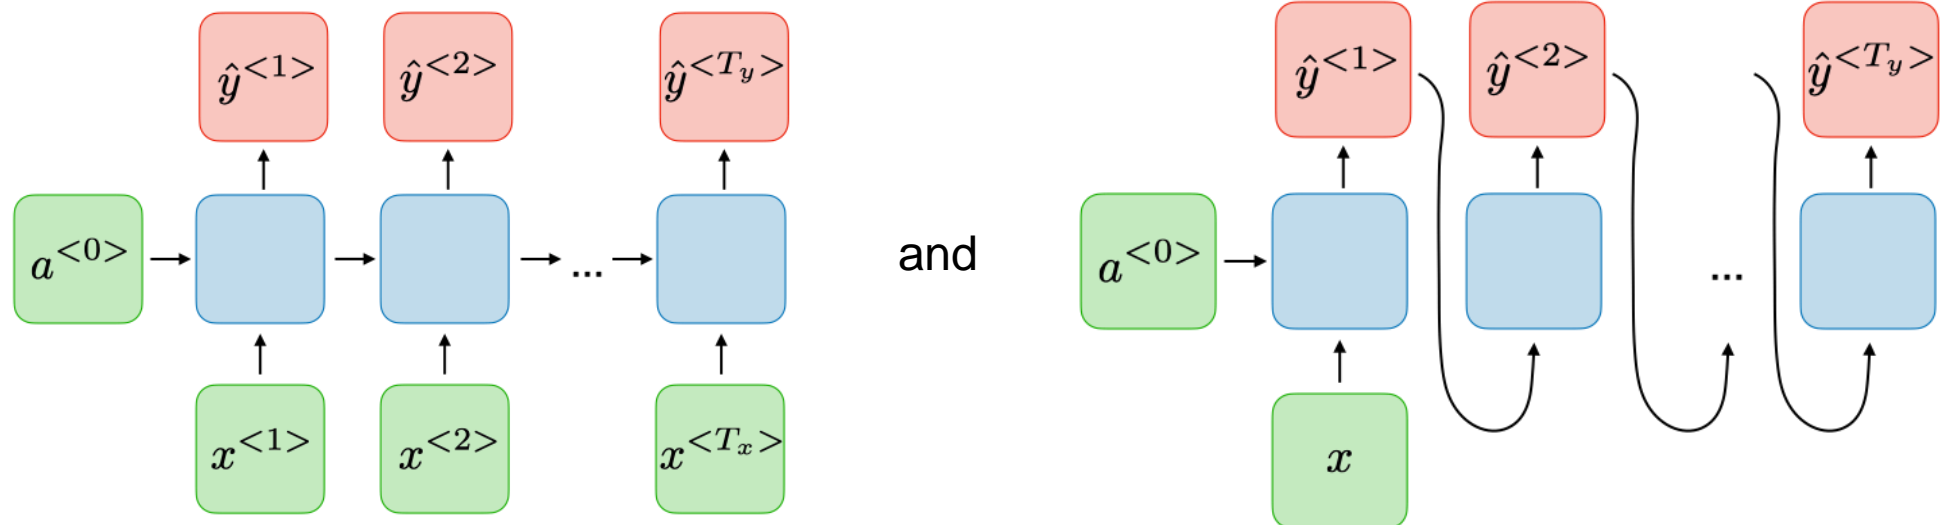 ŷ<1> ŷ<2> ŷ<Ty> ŷ<1> ŷ<2> ŷ<Ty>
a<0> ... and a<0> ...
x<1> x<2> x<Tx> x